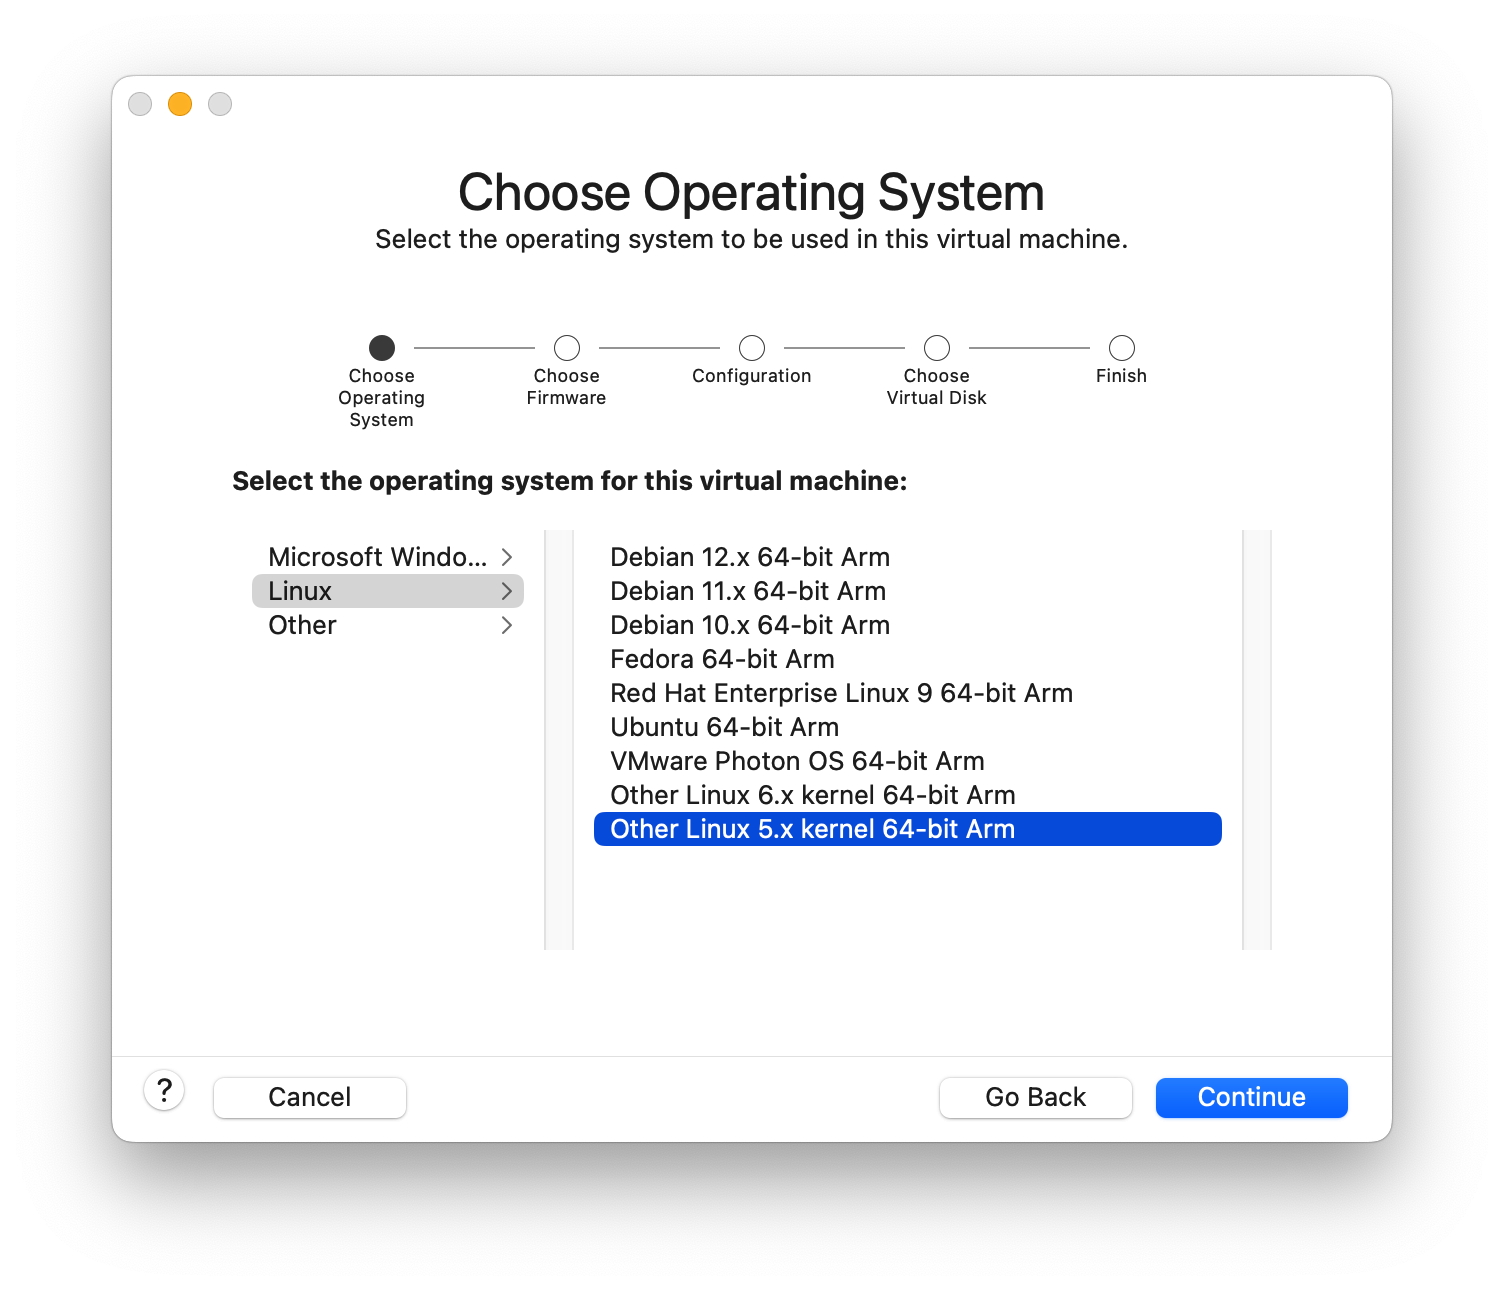 Choose Operating System
Select the operating system to be used in this virtual machine.
Choose
Operating
System
Choose
Firmware
Configuration
Choose
Virtual Disk
Finish
Select the operating system for this virtual machine:
Microsoft Windo...
Linux
Other
Debian 12.x 64-bit Arm
Debian 11.x 64-bit Arm
Debian 10.x 64-bit Arm
Fedora 64-bit Arm
Red Hat Enterprise Linux 9 64-bit Arm
Ubuntu 64-bit Arm
VMware Photon OS 64-bit Arm
Other Linux 6.x kernel 64-bit Arm
Other Linux 5.x kernel 64-bit Arm
?
Cancel
Go Back
Continue